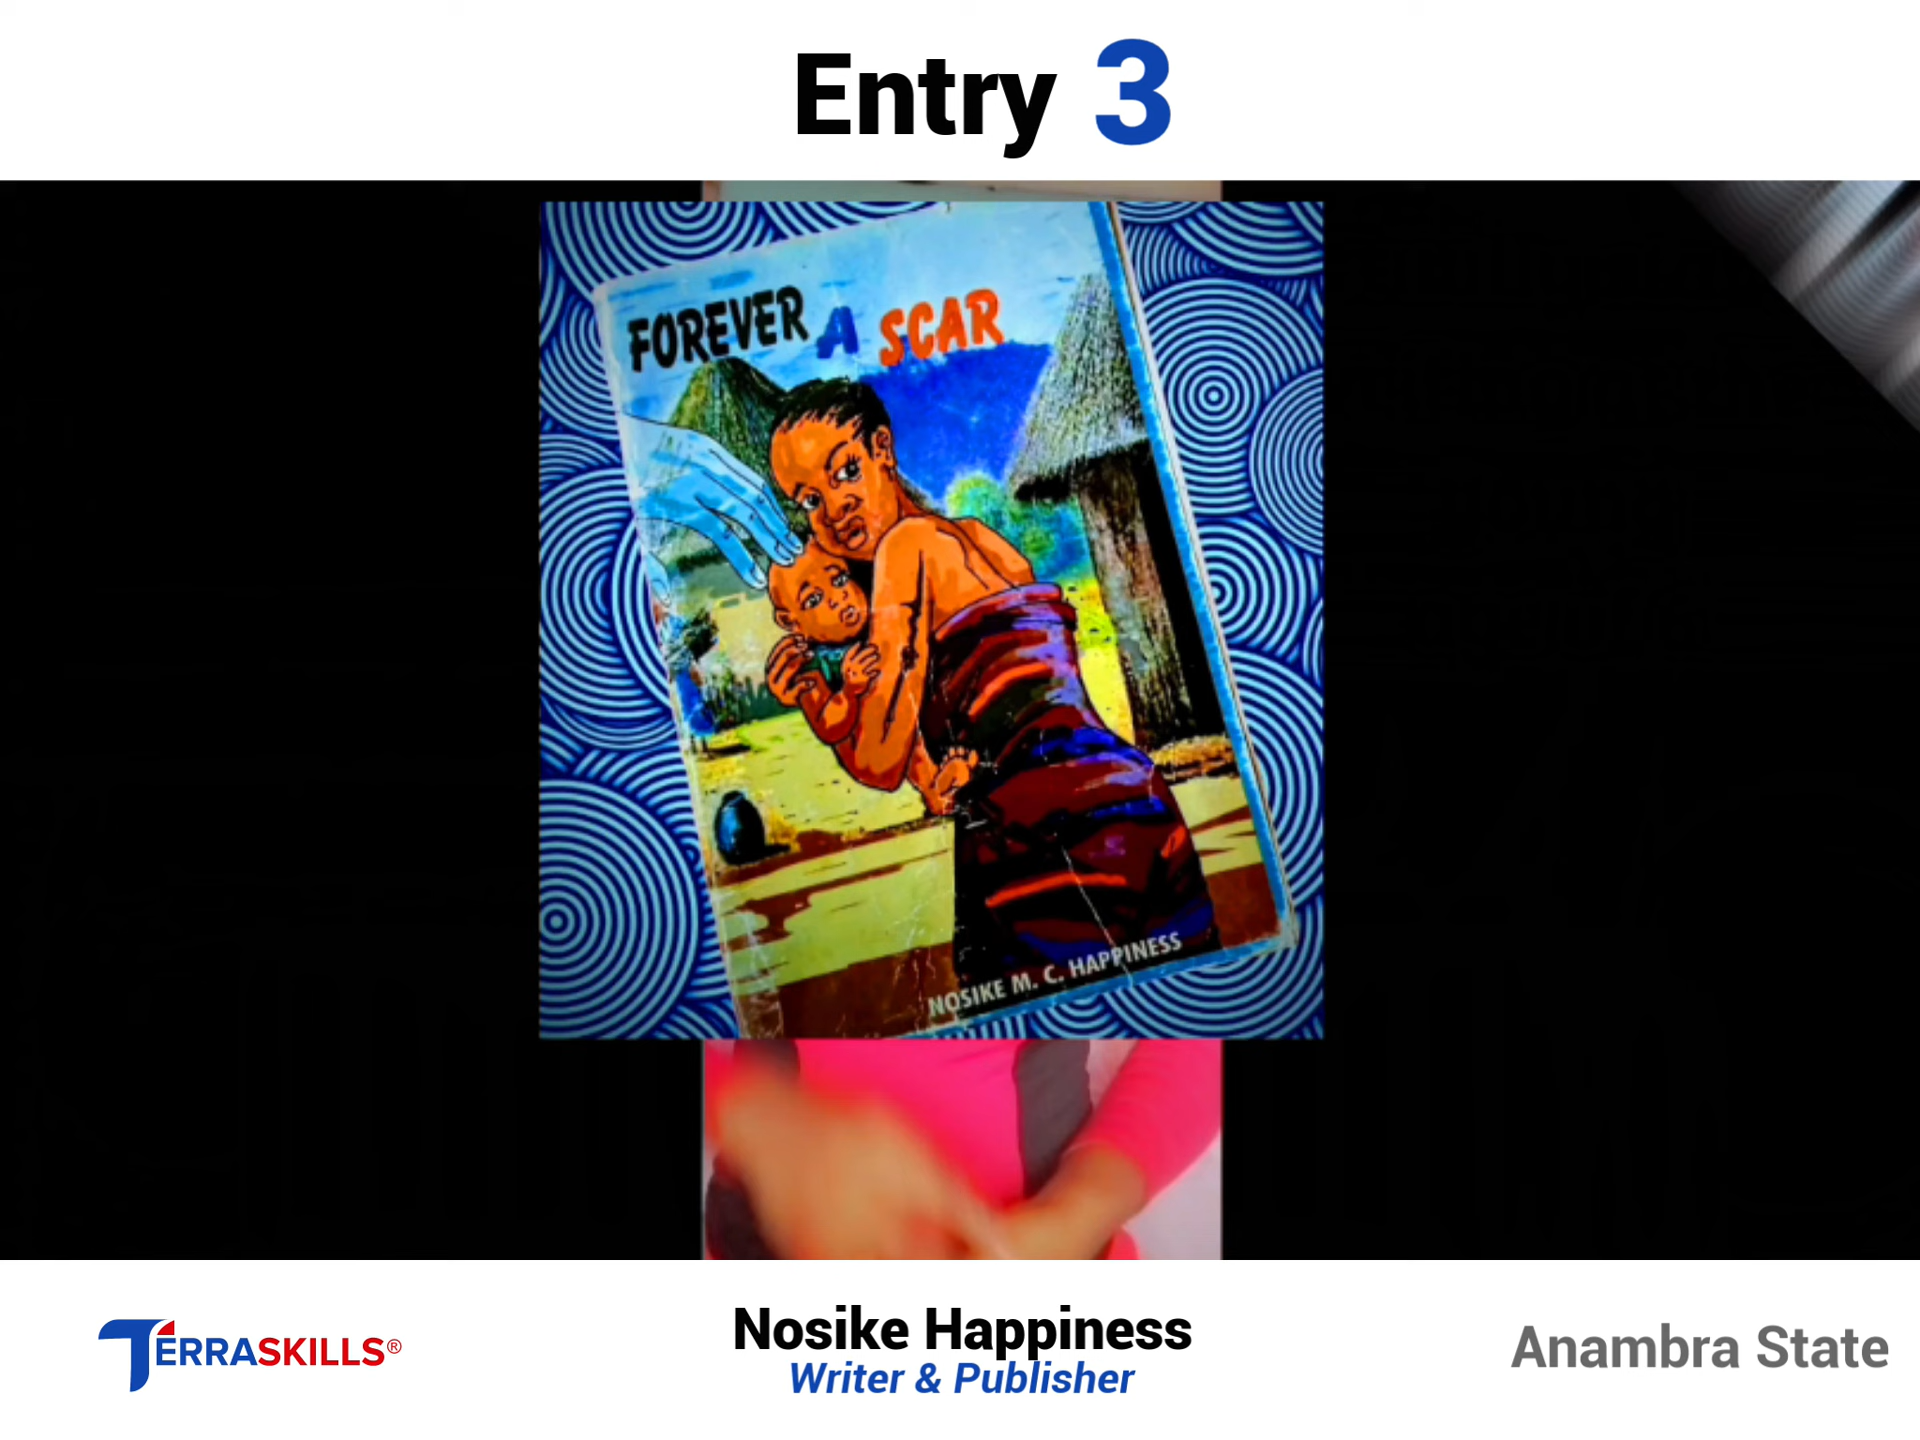 Entry 3
FOREVER A SCAR
NOSIKE M. C. HAPPINESS
TERRASKILLS®
Nosike Happiness
Writer & Publisher
Anambra State